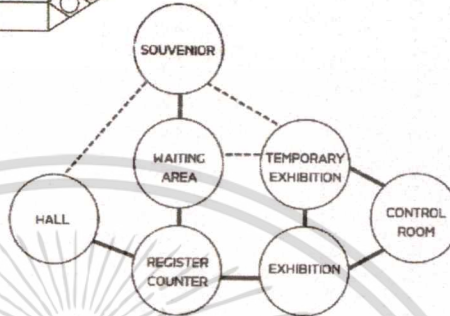 SOUVENIOR
WAITING
AREA
TEMPORARY
EXHIBITION
HALL
CONTROL
ROOM
REGISTER
COUNTER
EXHIBITION